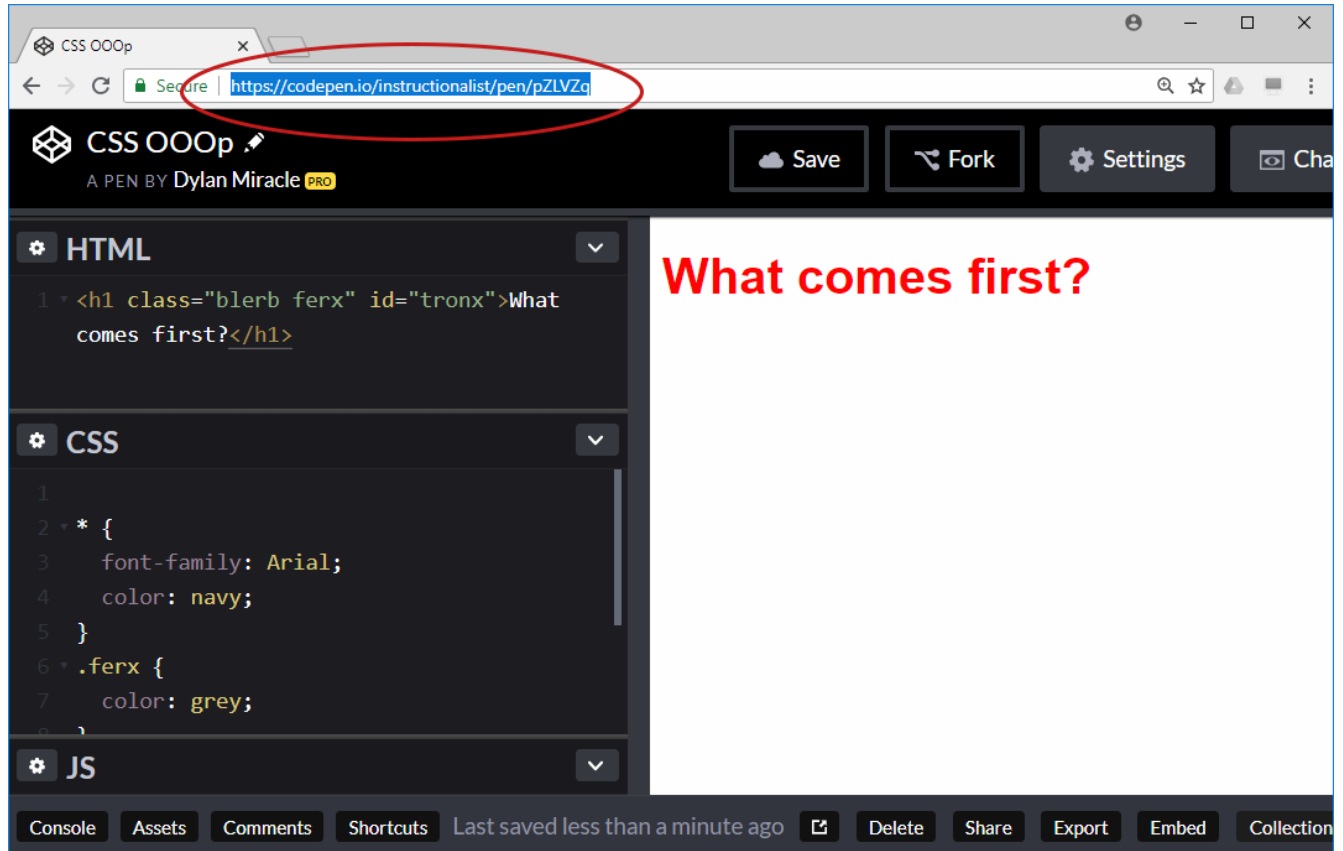 CSS OOOp
Secure | https://codepen.io/instructionalist/pen/pZLVZq
CSS OOOp
A PEN BY Dylan Miracle PRO
Save
Fork
Settings
Cha
HTML
1 <h1 class="blerb ferx" id="tronx">What
comes first?</h1>
CSS
1
2 * {
3 font-family: Arial;
4 color: navy;
5 }
6 .ferx {
7 color: grey;
8 }
JS
What comes first?
Console Assets Comments Shortcuts Last saved less than a minute ago Delete Share Export Embed Collection